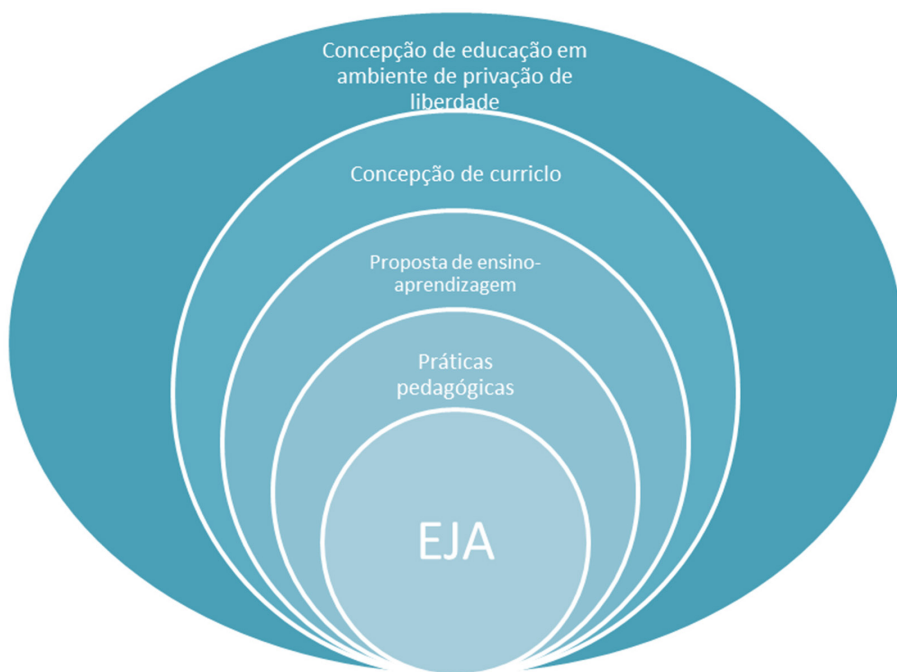 Concepção de educação em
ambiente de privação de
liberdade
Concepção de curriclo
Proposta de ensino-
aprendizagem
Práticas
pedagógicas
EJA